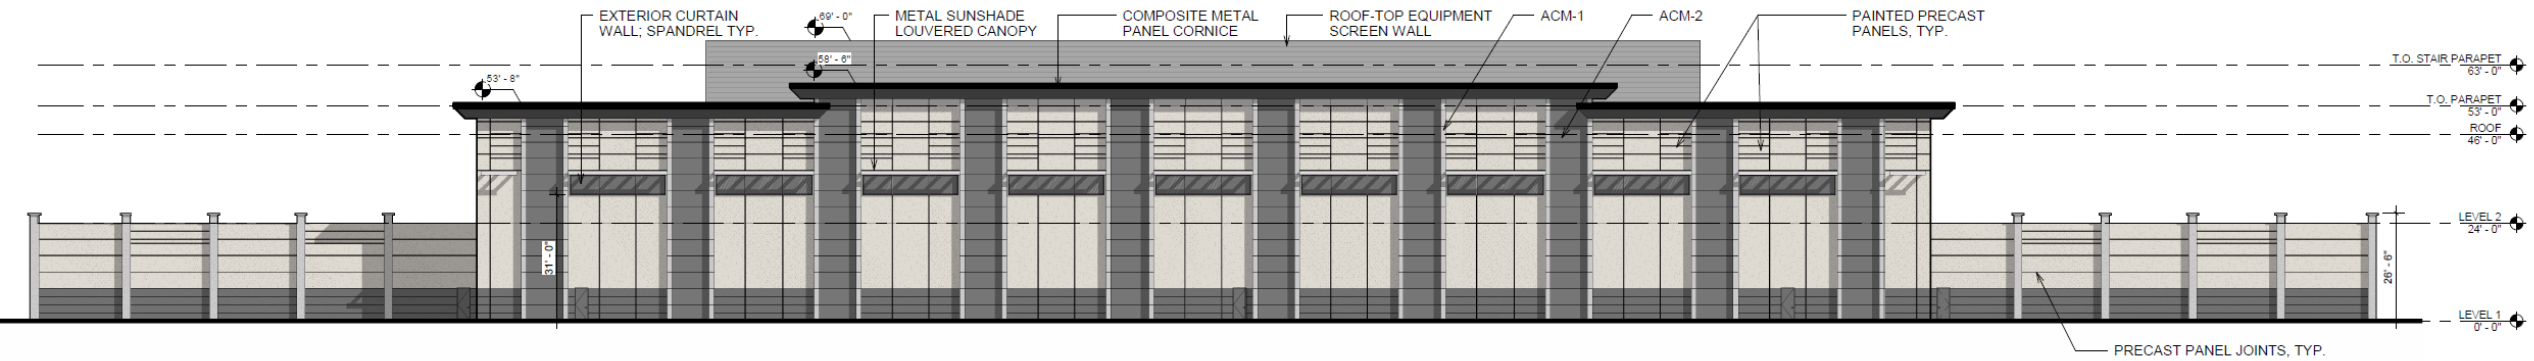 EXTERIOR CURTAIN
WALL; SPANDREL TYP.
METAL SUNSHADE
LOUVERED CANOPY
COMPOSITE METAL
PANEL CORNICE
ROOF-TOP EQUIPMENT
SCREEN WALL
ACM-1
ACM-2
PAINTED PRECAST
PANELS, TYP.
69' - 0"
58' - 6"
53' - 8"
T.O. STAIR PARAPET
63' - 0"
T.O. PARAPET
53' - 0"
ROOF
46' - 0"
LEVEL 2
24' - 0"
31' - 0"
26' - 6"
LEVEL 1
0' - 0"
PRECAST PANEL JOINTS, TYP.